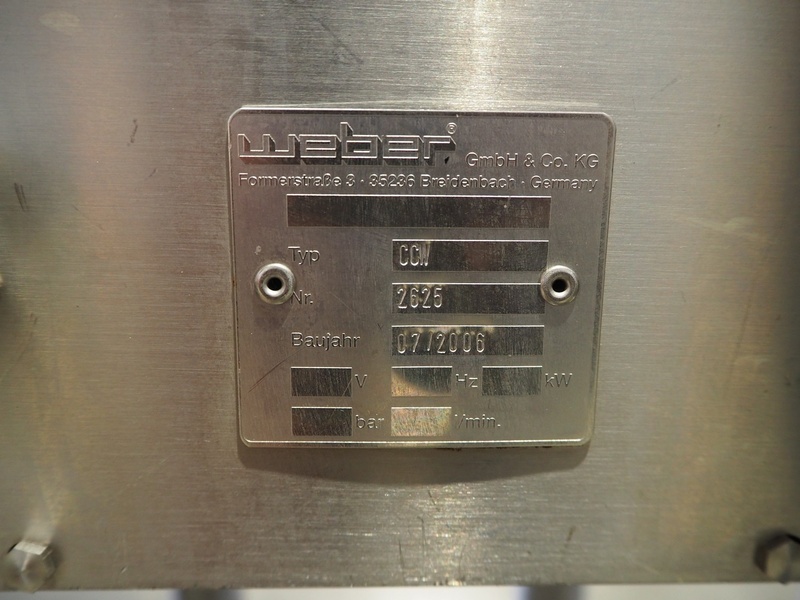 weber® GmbH & Co. KG
Formerstraße 3 · 35236 Breidenbach · Germany
Typ CCW
Nr. 2625
Baujahr 07/2006
V Hz kW
bar l/min.